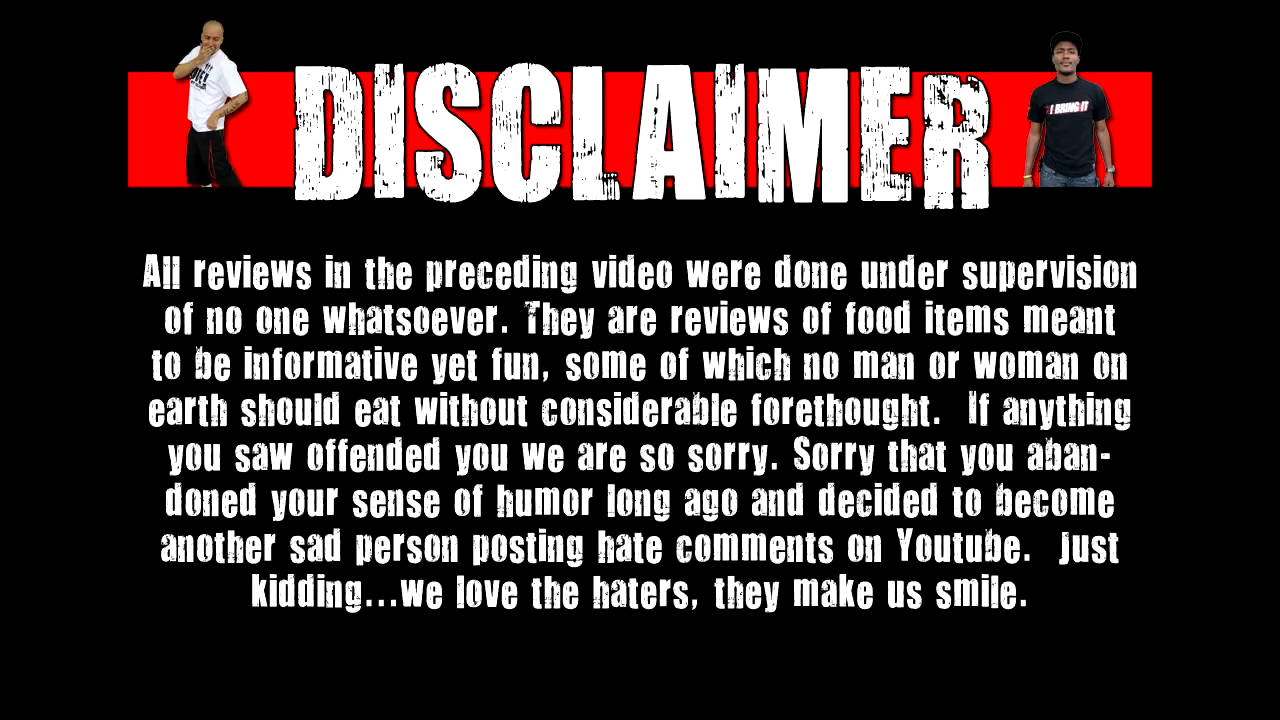 DISCLAIMER
I BRING IT
All reviews in the preceding video were done under supervision
of no one whatsoever. They are reviews of food items meant
to be informative yet fun, some of which no man or woman on
earth should eat without considerable forethought. If anything
you saw offended you we are so sorry. Sorry that you aban-
doned your sense of humor long ago and decided to become
another sad person posting hate comments on Youtube. Just
kidding...we love the haters, they make us smile.